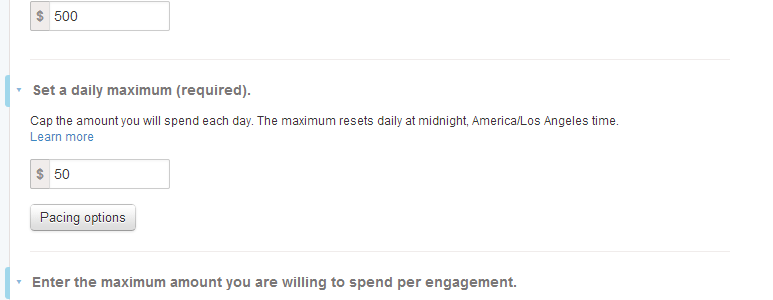 $ 500
Set a daily maximum (required).
Cap the amount you will spend each day. The maximum resets daily at midnight, America/Los Angeles time.
Learn more
$ 50
Pacing options
Enter the maximum amount you are willing to spend per engagement.